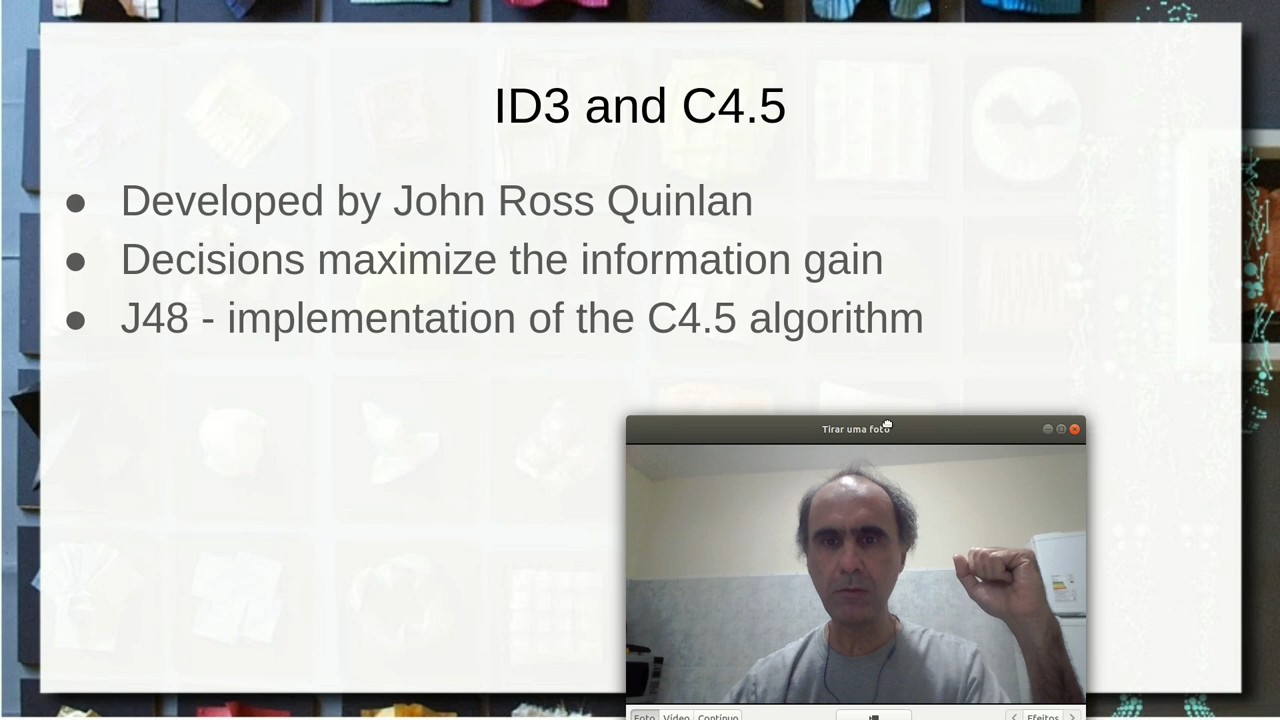 ID3 and C4.5
● Developed by John Ross Quinlan
● Decisions maximize the information gain
● J48 - implementation of the C4.5 algorithm
Tirar uma foto
Foto Vídeo Contínuo Efeitos